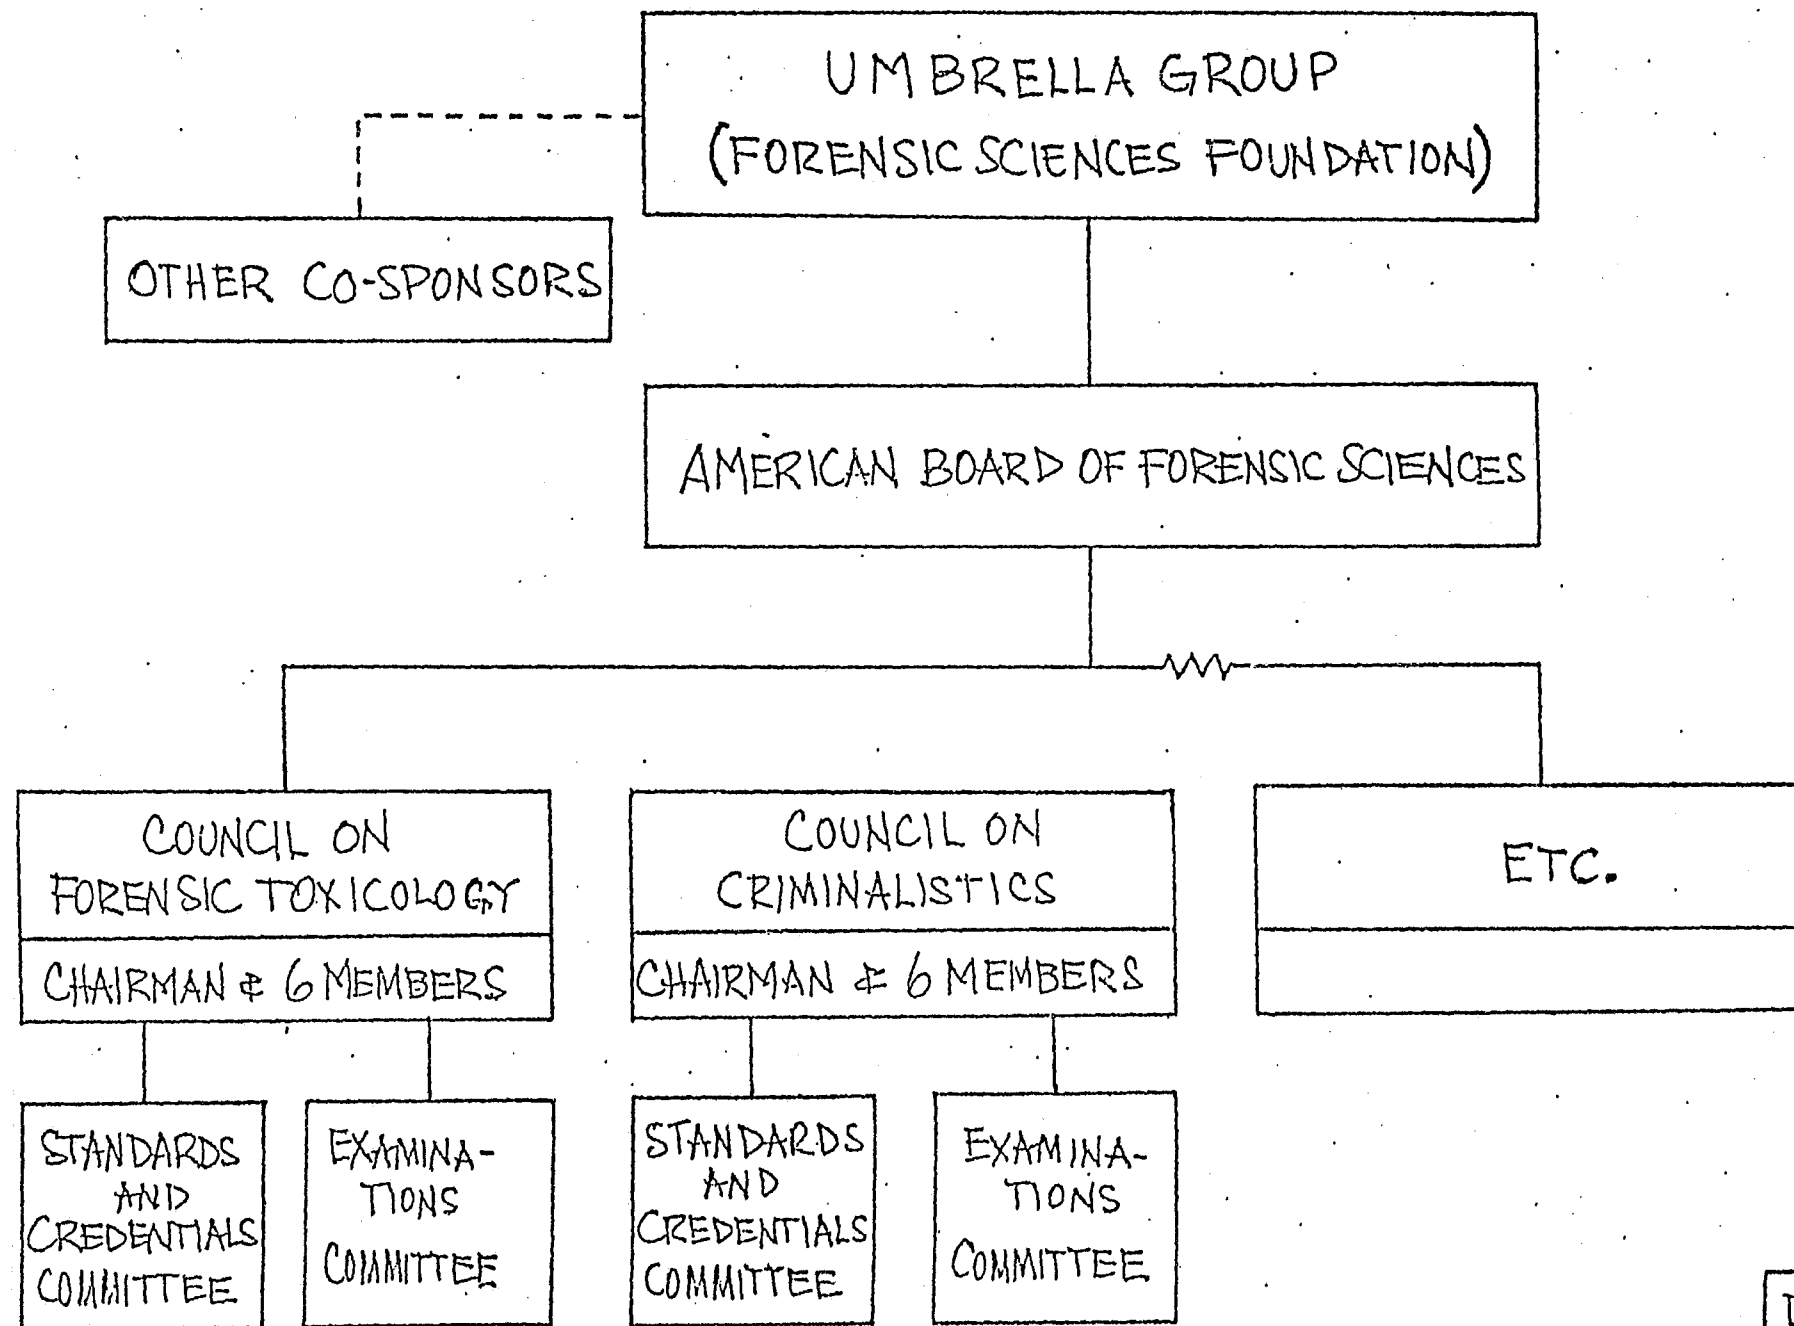 UMBRELLA GROUP
(FORENSIC SCIENCES FOUNDATION)
OTHER CO-SPONSORS
AMERICAN BOARD OF FORENSIC SCIENCES
COUNCIL ON
FORENSIC TOXICOLOGY
CHAIRMAN & 6 MEMBERS
COUNCIL ON
CRIMINALISTICS
CHAIRMAN & 6 MEMBERS
ETC.
STANDARDS
AND
CREDENTIALS
COMMITTEE
EXAMINA-
TIONS
COMMITTEE
STANDARDS
AND
CREDENTIALS
COMMITTEE
EXAMINA-
TIONS
COMMITTEE